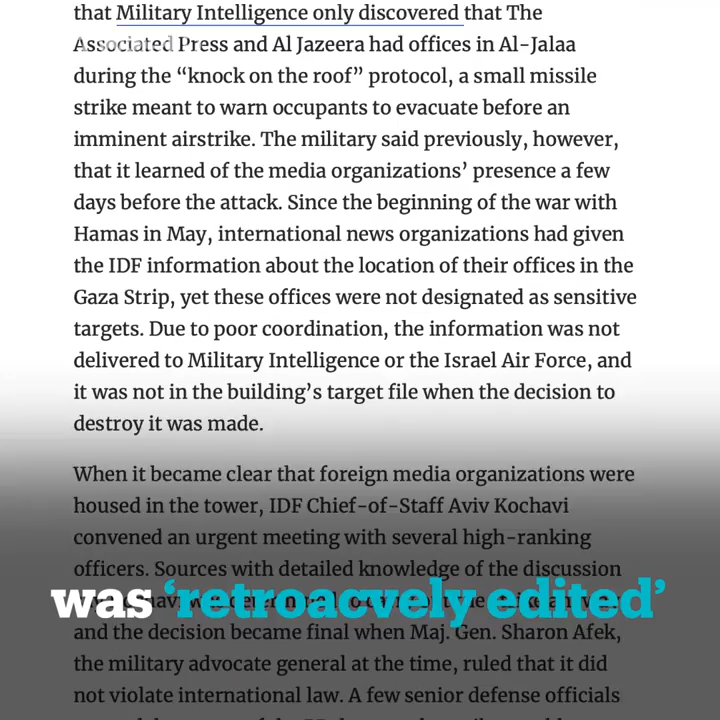 that Military Intelligence only discovered that The
Associated Press and Al Jazeera had offices in Al-Jalaa
during the “knock on the roof” protocol, a small missile
strike meant to warn occupants to evacuate before an
imminent airstrike. The military said previously, however,
that it learned of the media organizations’ presence a few
days before the attack. Since the beginning of the war with
Hamas in May, international news organizations had given
the IDF information about the location of their offices in the
Gaza Strip, yet these offices were not designated as sensitive
targets. Due to poor coordination, the information was not
delivered to Military Intelligence or the Israel Air Force, and
it was not in the building’s target file when the decision to
destroy it was made.
When it became clear that foreign media organizations were
housed in the tower, IDF Chief-of-Staff Aviv Kochavi
convened an urgent meeting with several high-ranking
officers. Sources with detailed knowledge of the discussion
was ‘retroacvely edited’
and the decision became final when Maj. Gen. Sharon Afek,
the military advocate general at the time, ruled that it did
not violate international law. A few senior defense officials